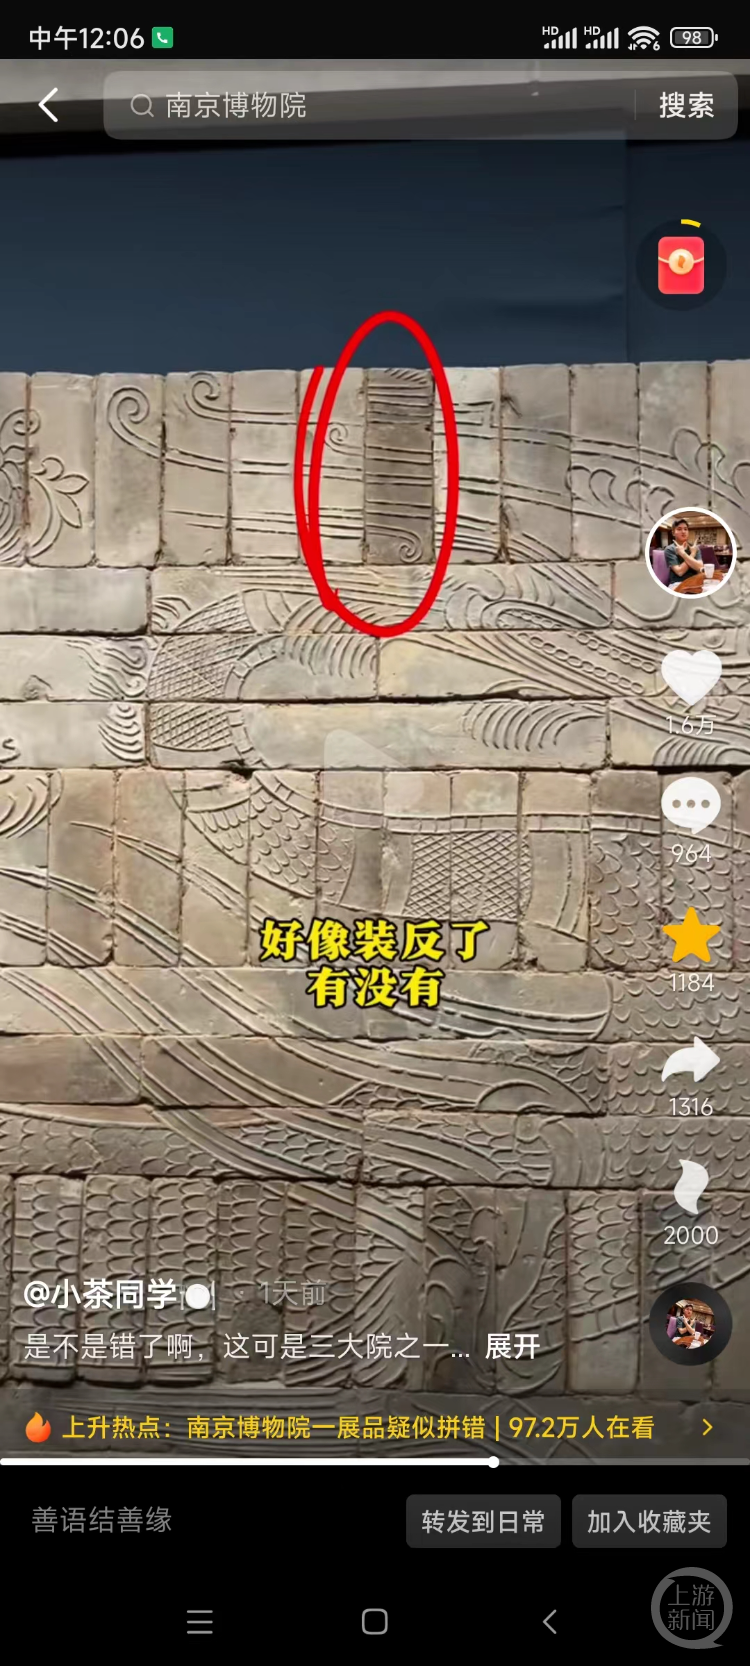 中午12:06
HD HD 6 98
南京博物院 搜索
1.6万
964
好像装反了
有没有
1184
1316
2000
@小茶同学 · 1天前
是不是错了啊，这可是三大院之一... 展开
上升热点：南京博物院一展品疑似拼错 | 97.2万人在看
善语结善缘
转发到日常 加入收藏夹
上游
新闻